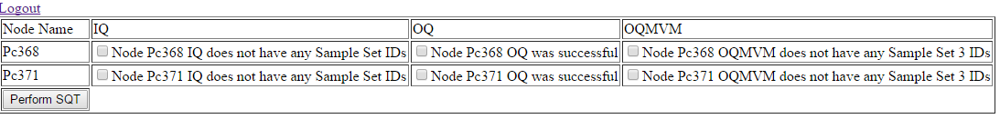 Logout
Node Name IQ OQ OQMVM
Pc368 Node Pc368 IQ does not have any Sample Set IDs Node Pc368 OQ was successful Node Pc368 OQMVM does not have any Sample Set 3 IDs
Pc371 Node Pc371 IQ does not have any Sample Set IDs Node Pc371 OQ was successful Node Pc371 OQMVM does not have any Sample Set 3 IDs
Perform SQT